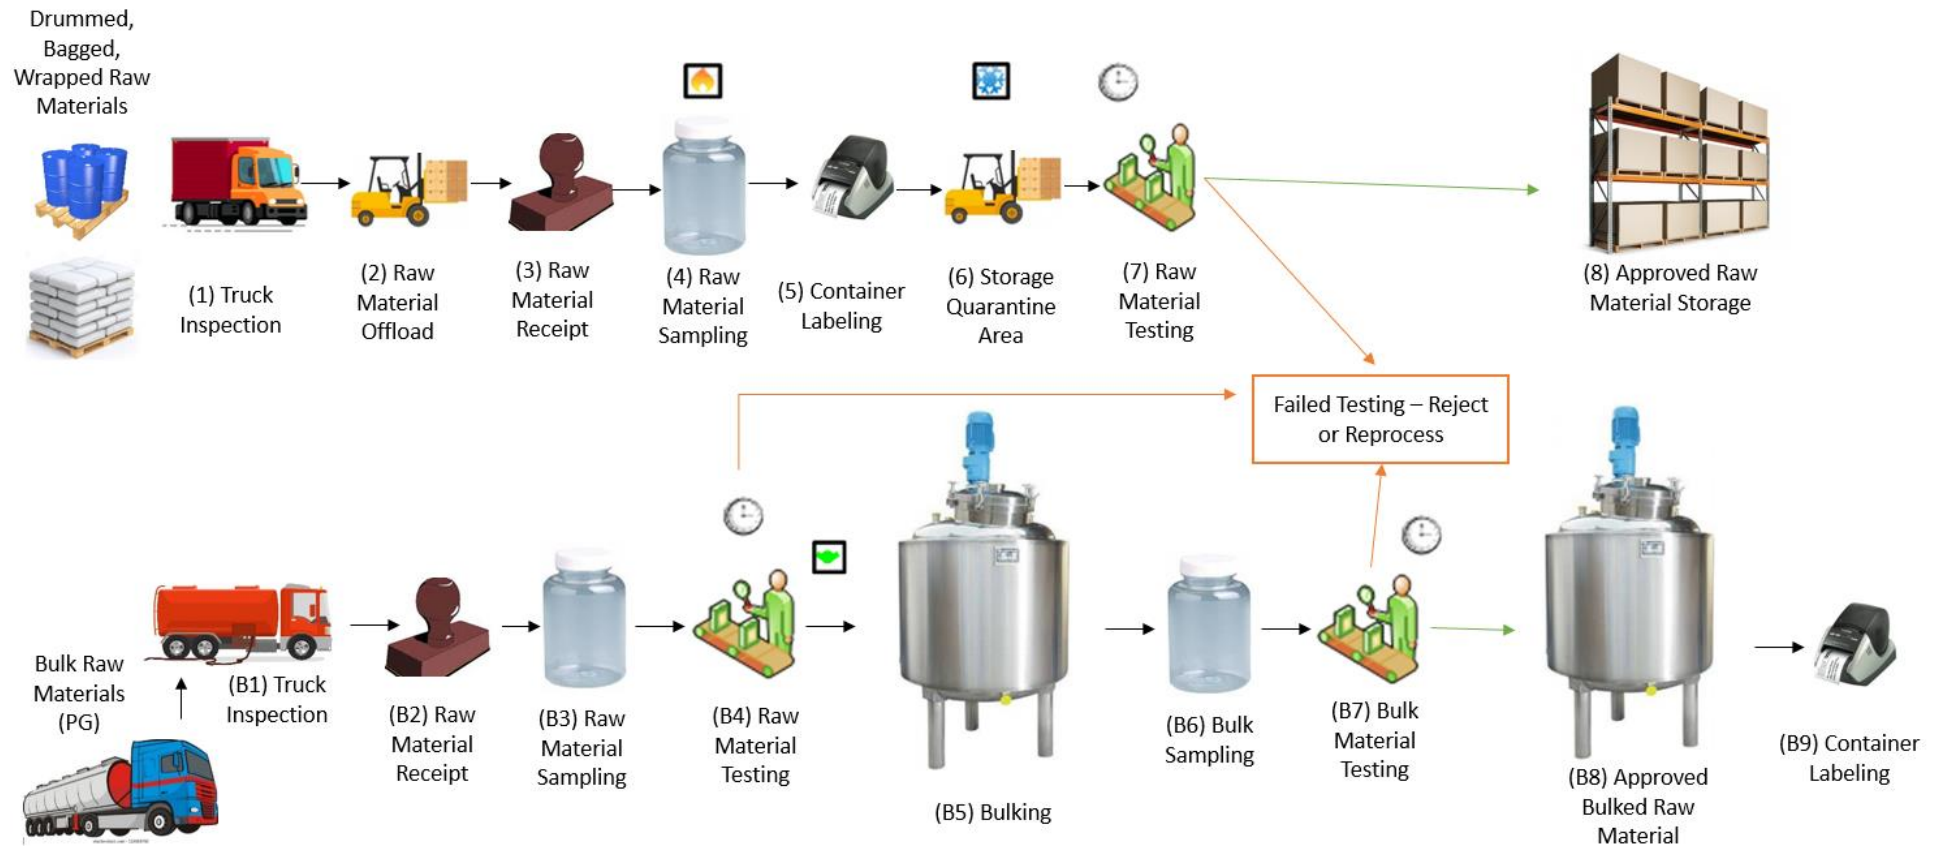 Drummed,
Bagged,
Wrapped Raw
Materials
(1) Truck
Inspection
(2) Raw
Material
Offload
(3) Raw
Material
Receipt
(4) Raw
Material
Sampling
(5) Container
Labeling
(6) Storage
Quarantine
Area
(7) Raw
Material
Testing
(8) Approved Raw
Material Storage
Failed Testing – Reject
or Reprocess
Bulk Raw
Materials
(PG)
(B1) Truck
Inspection
(B2) Raw
Material
Receipt
(B3) Raw
Material
Sampling
(B4) Raw
Material
Testing
(B5) Bulking
(B6) Bulk
Sampling
(B7) Bulk
Material
Testing
(B8) Approved
Bulked Raw
Material
(B9) Container
Labeling